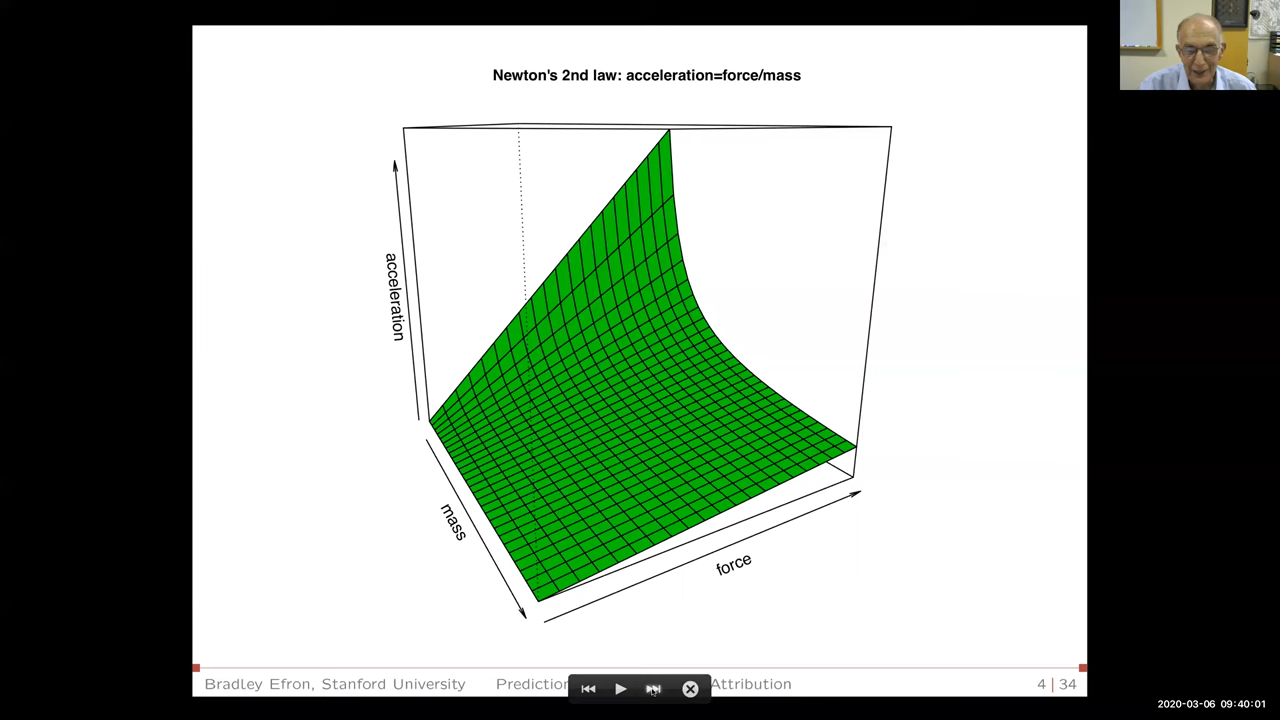 Newton's 2nd law: acceleration=force/mass
acceleration
mass
force
Bradley Efron, Stanford University
Prediction
Attribution
4 | 34
2020-03-06 09:40:01